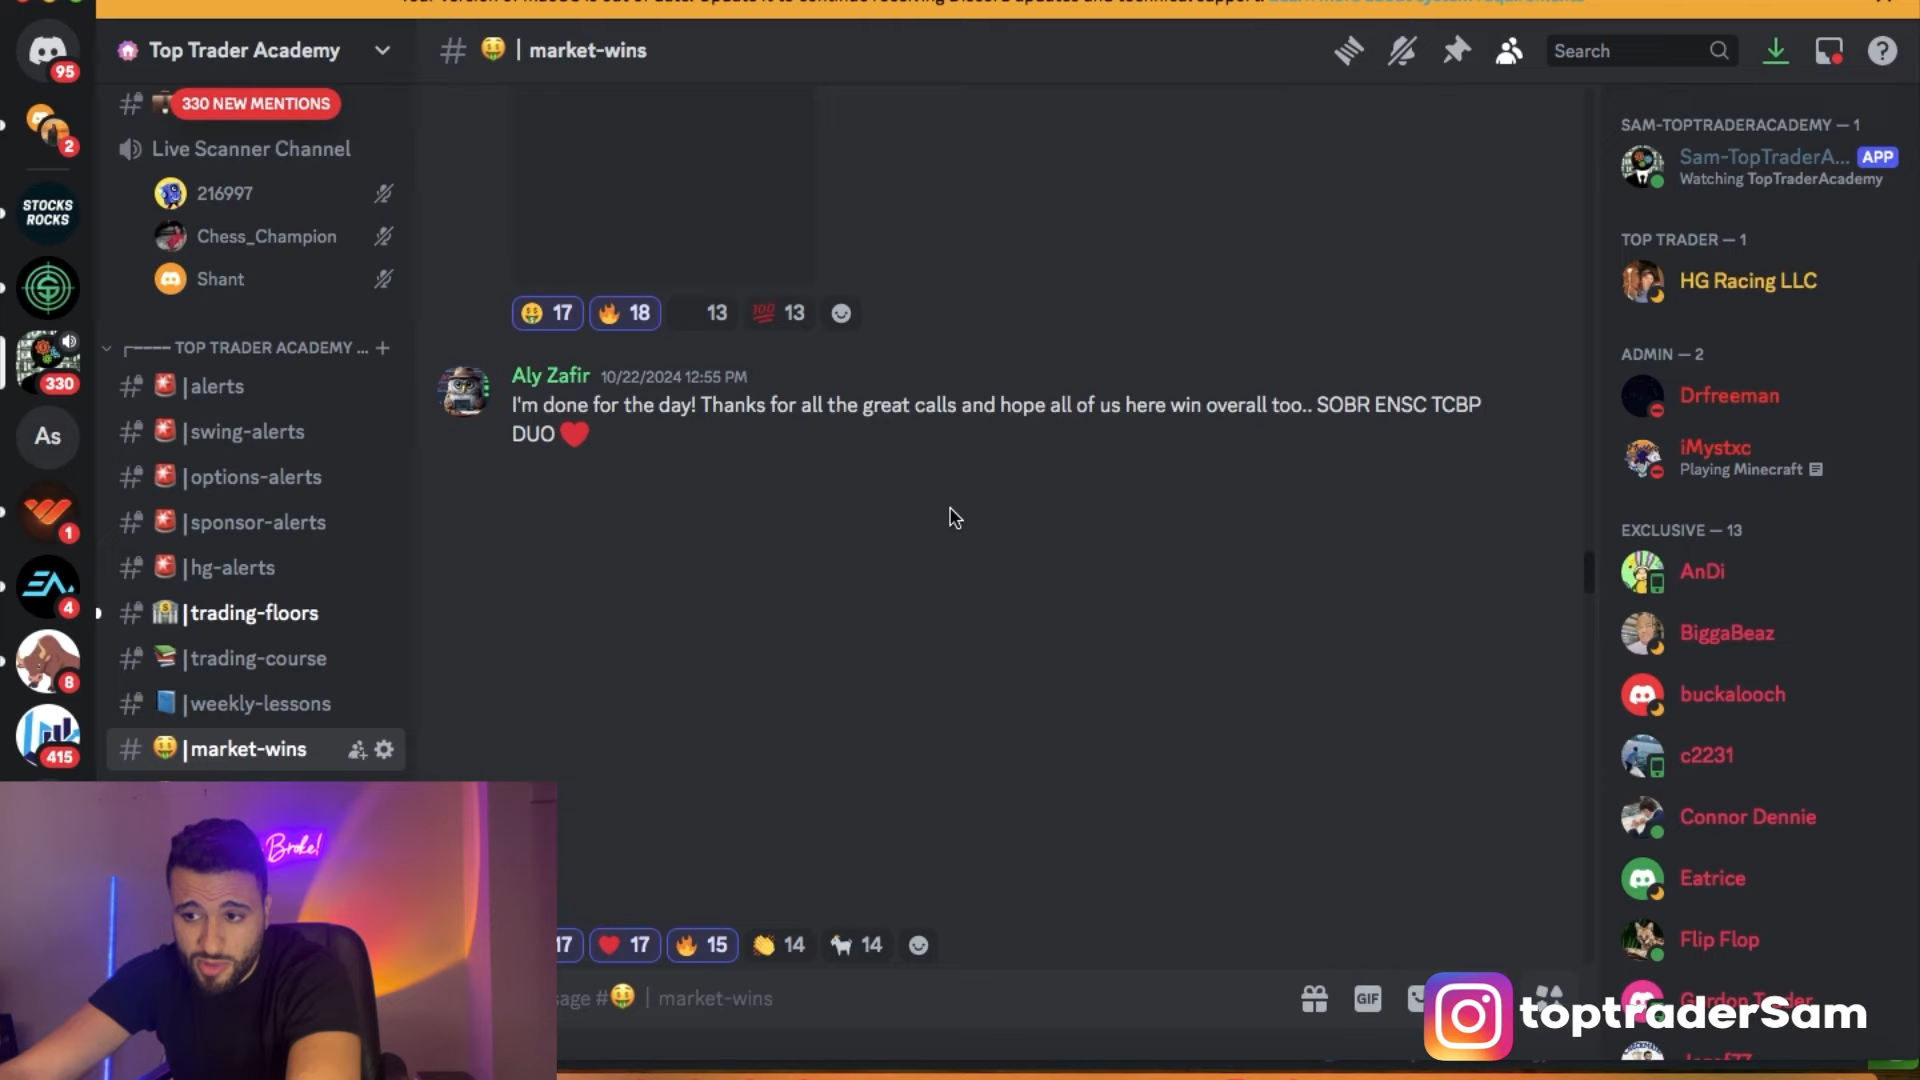 Top Trader Academy
# | market-wins
Search
95
330 NEW MENTIONS
Live Scanner Channel
2
216997
STOCKS
ROCKS
Chess_Champion
Shant
17
18
13
100 13
TOP TRADER ACADEMY ...
330
| alerts
Aly Zafir 10/22/2024 12:55 PM
I'm done for the day! Thanks for all the great calls and hope all of us here win overall too.. SOBR ENSC TCBP
DUO
As
| swing-alerts
| options-alerts
| sponsor-alerts
1
| hg-alerts
4
| trading-floors
| trading-course
8
| weekly-lessons
415
| market-wins
SAM-TOPTRADERACADEMY — 1
Sam-TopTraderA... APP
Watching TopTraderAcademy
TOP TRADER — 1
HG Racing LLC
ADMIN — 2
Drfreeman
iMystxc
Playing Minecraft
EXCLUSIVE — 13
AnDi
BiggaBeaz
buckalooch
c2231
Connor Dennie
Eatrice
Flip Flop
Broke!
17
17
15
14
14
# | market-wins
GIF
toptraderSam